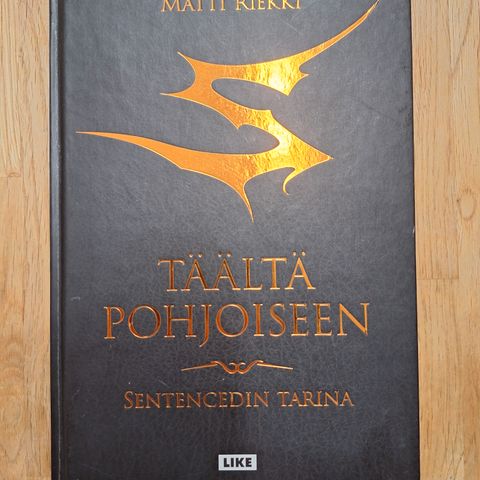 MATTI RIEKKI
TÄÄLTÄ
POHJOISEEN
SENTENCEDIN TARINA
LIKE